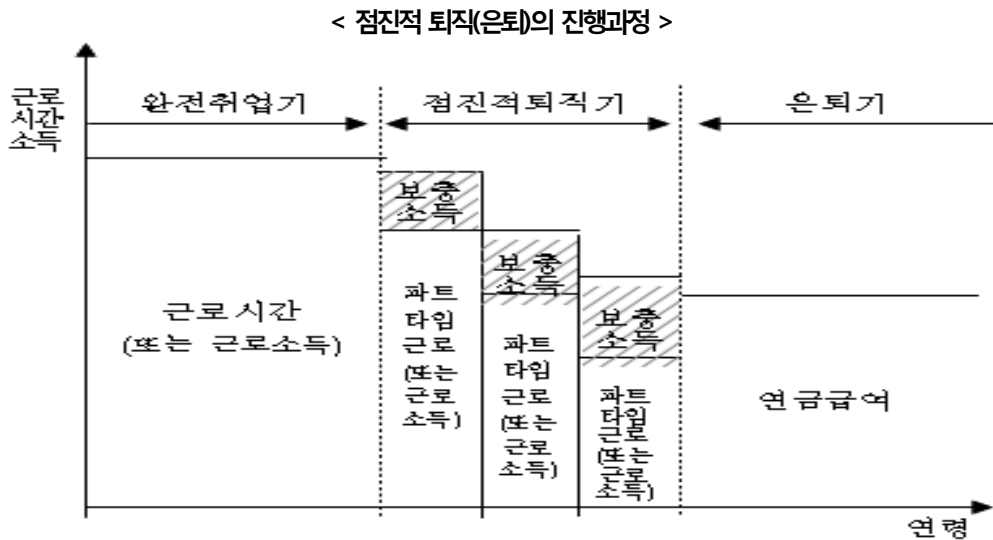 < 점진적 퇴직(은퇴)의 진행과정 >
근로
시간
소득
완전취업기
점진적퇴직기
은퇴기
근로시간
(또는 근로소득)
보충
소득
파트
타임
근로
(또는
근로
소득)
보충
소득
파트
타임
근로
(또는
근로
소득)
보충
소득
파트
타임
근로
(또는
근로
소득)
연금급여
연령